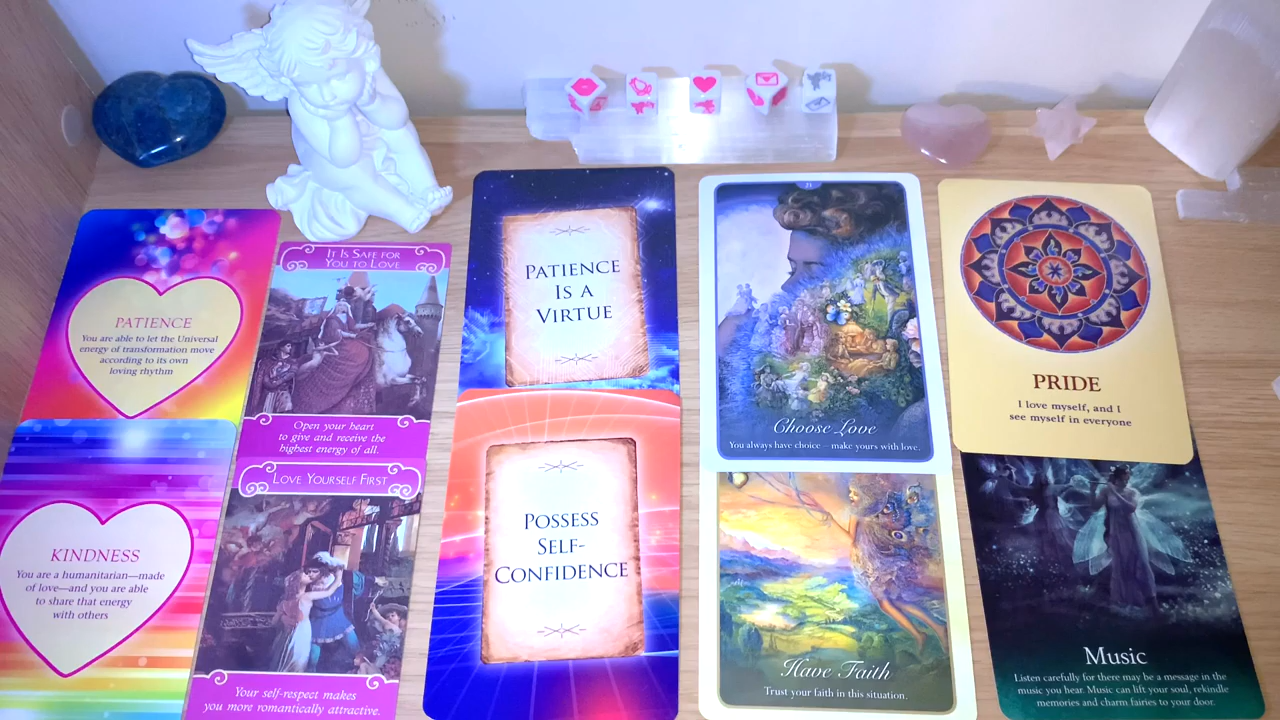 PATIENCE
You are able to let the Universal
energy of transformation move
according to its own
loving rhythm
KINDNESS
You are a humanitarian—made
of love—and you are able
to share that energy
with others
IT IS SAFE FOR
YOU TO LOVE
Open your heart
to give and receive the
highest energy of all.
LOVE YOURSELF FIRST
Your self-respect makes
you more romantically attractive.
PATIENCE
IS A
VIRTUE
POSSESS
SELF-
CONFIDENCE
Choose Love
You always have choice – make yours with love.
Have Faith
Trust your faith in this situation.
PRIDE
I love myself, and I
see myself in everyone
Music
Listen carefully for there may be a message in the
music you hear. Music can lift your soul, rekindle
memories and charm fairies to your door.